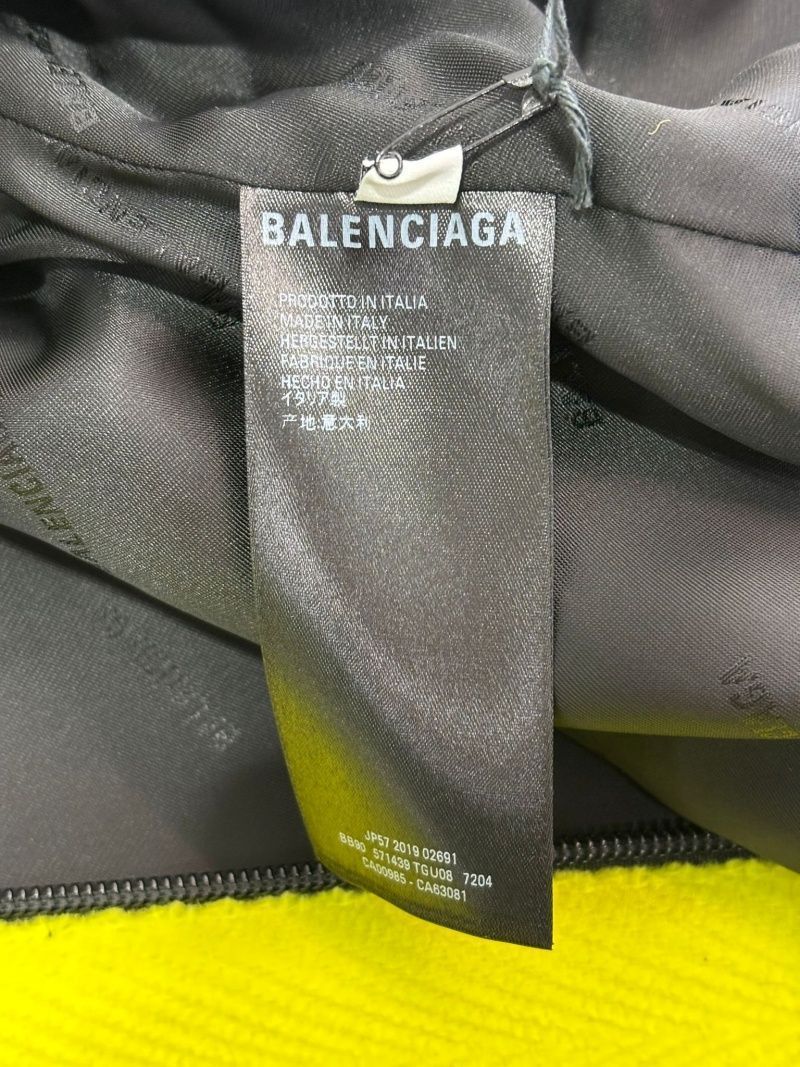 BALENCIAGA
PRODOTTO IN ITALIA
MADE IN ITALY
HERGESTELLT IN ITALIEN
FABRIQUE EN ITALIE
HECHO EN ITALIA
イタリア製
产地:意大利
JP57 2019 02691
BB90 571439 TGU08 7204
CA00985 - CA63081